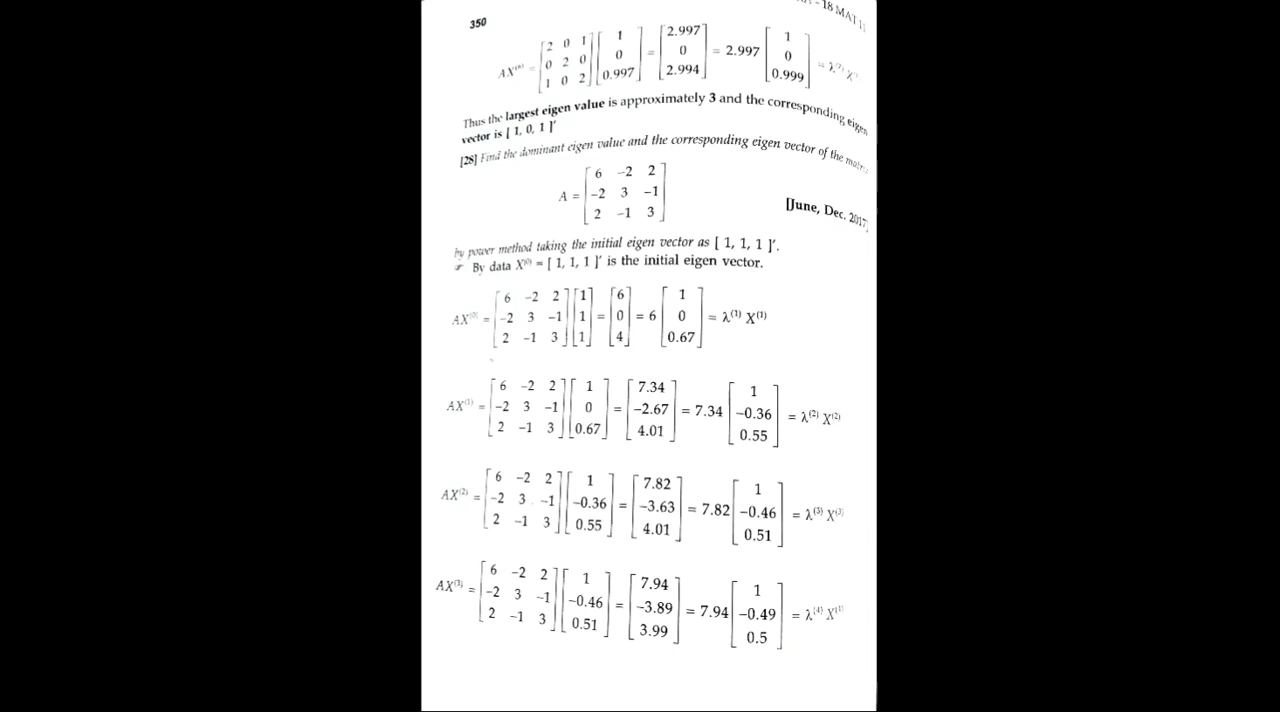 350
- 18 MAT 11
AX⁽⁶⁾ = [2 0 1; 0 2 0; 1 0 2] [1; 0; 0.997] = [2.997; 0; 2.994] = 2.997 [1; 0; 0.999] = λ⁽⁷⁾ X⁽⁷⁾
Thus the largest eigen value is approximately 3 and the corresponding eigen
vector is [ 1, 0, 1 ]′
[28] Find the dominant eigen value and the corresponding eigen vector of the matrix
A = [6 −2 2; −2 3 −1; 2 −1 3]
[June, Dec. 2017]
by power method taking the initial eigen vector as [ 1, 1, 1 ]′.
☞ By data X⁽⁰⁾ = [ 1, 1, 1 ]′ is the initial eigen vector.
AX⁽⁰⁾ = [6 −2 2; −2 3 −1; 2 −1 3] [1; 1; 1] = [6; 0; 4] = 6 [1; 0; 0.67] = λ⁽¹⁾ X⁽¹⁾
AX⁽¹⁾ = [6 −2 2; −2 3 −1; 2 −1 3] [1; 0; 0.67] = [7.34; −2.67; 4.01] = 7.34 [1; −0.36; 0.55] = λ⁽²⁾ X⁽²⁾
AX⁽²⁾ = [6 −2 2; −2 3 −1; 2 −1 3] [1; −0.36; 0.55] = [7.82; −3.63; 4.01] = 7.82 [1; −0.46; 0.51] = λ⁽³⁾ X⁽³⁾
AX⁽³⁾ = [6 −2 2; −2 3 −1; 2 −1 3] [1; −0.46; 0.51] = [7.94; −3.89; 3.99] = 7.94 [1; −0.49; 0.5] = λ⁽⁴⁾ X⁽⁴⁾